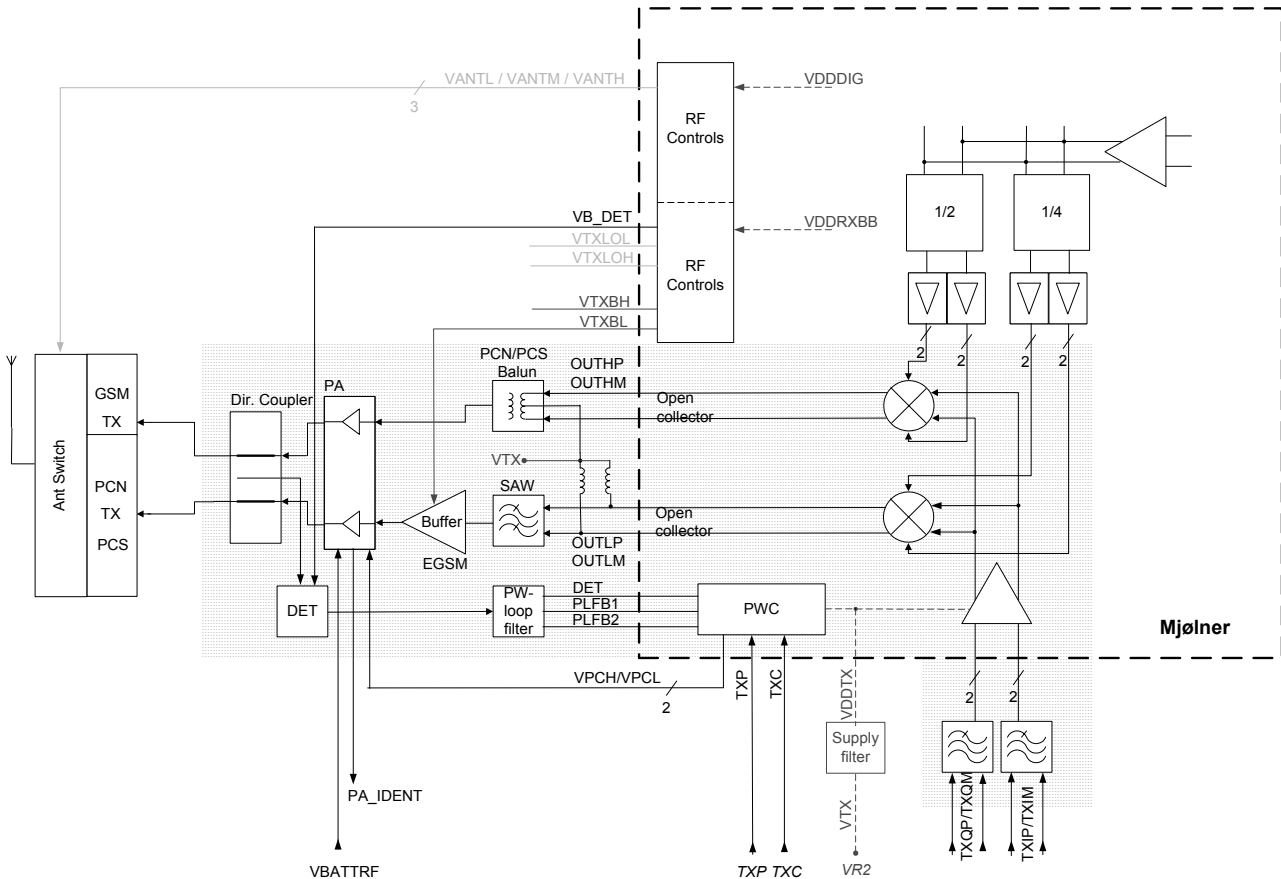 VANTL / VANTM / VANTH
3
VDDDIG
RF
Controls
1/2
1/4
VB_DET
VTXLOL
VTXLOH
VDDRXBB
RF
Controls
VTXBH
VTXBL
2
2
2
2
PCN/PCS
Balun
OUTHP
OUTHM
Open
collector
Dir. Coupler
PA
GSM
TX
PCN
TX
PCS
Ant Switch
VTX
SAW
Buffer
EGSM
Open
collector
OUTLP
OUTLM
DET
PW-
loop
filter
DET
PLFB1
PLFB2
PWC
Mjølner
VPCH/VPCL
2
TXP
TXC
VDDTX
2
2
Supply
filter
VTX
PA_IDENT
TXQP/TXQM
TXIP/TXIM
VBATTRF
TXP TXC
VR2